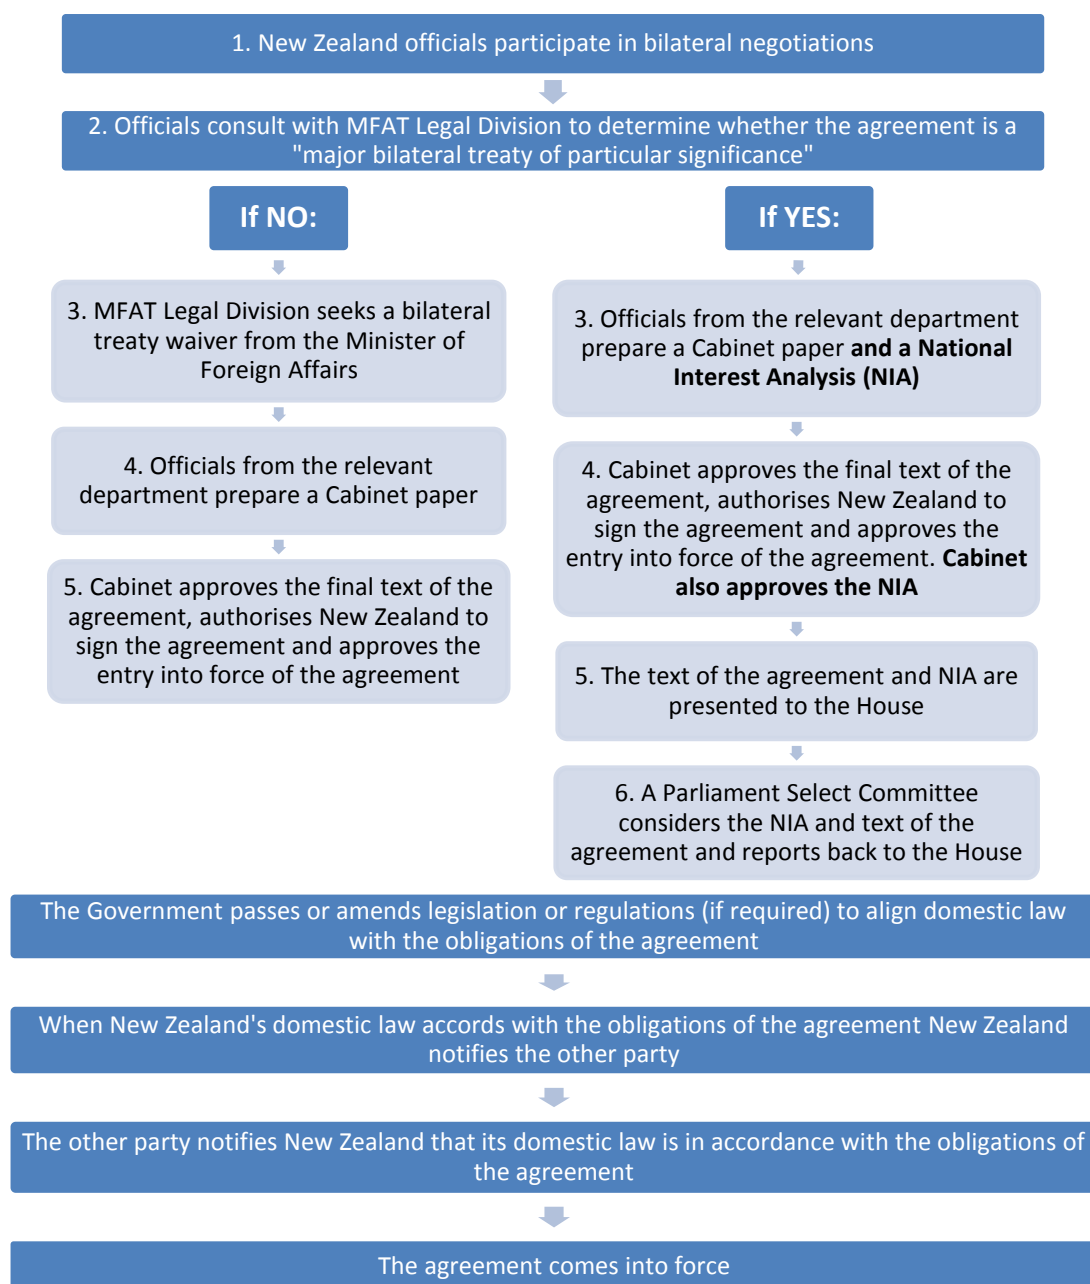 1. New Zealand officials participate in bilateral negotiations
2. Officials consult with MFAT Legal Division to determine whether the agreement is a
"major bilateral treaty of particular significance"
If NO:
3. MFAT Legal Division seeks a bilateral
treaty waiver from the Minister of
Foreign Affairs
4. Officials from the relevant
department prepare a Cabinet paper
5. Cabinet approves the final text of the
agreement, authorises New Zealand to
sign the agreement and approves the
entry into force of the agreement
If YES:
3. Officials from the relevant department
prepare a Cabinet paper and a National
Interest Analysis (NIA)
4. Cabinet approves the final text of the
agreement, authorises New Zealand to
sign the agreement and approves the
entry into force of the agreement. Cabinet
also approves the NIA
5. The text of the agreement and NIA are
presented to the House
6. A Parliament Select Committee
considers the NIA and text of the
agreement and reports back to the House
The Government passes or amends legislation or regulations (if required) to align domestic law
with the obligations of the agreement
When New Zealand's domestic law accords with the obligations of the agreement New Zealand
notifies the other party
The other party notifies New Zealand that its domestic law is in accordance with the obligations of
the agreement
The agreement comes into force